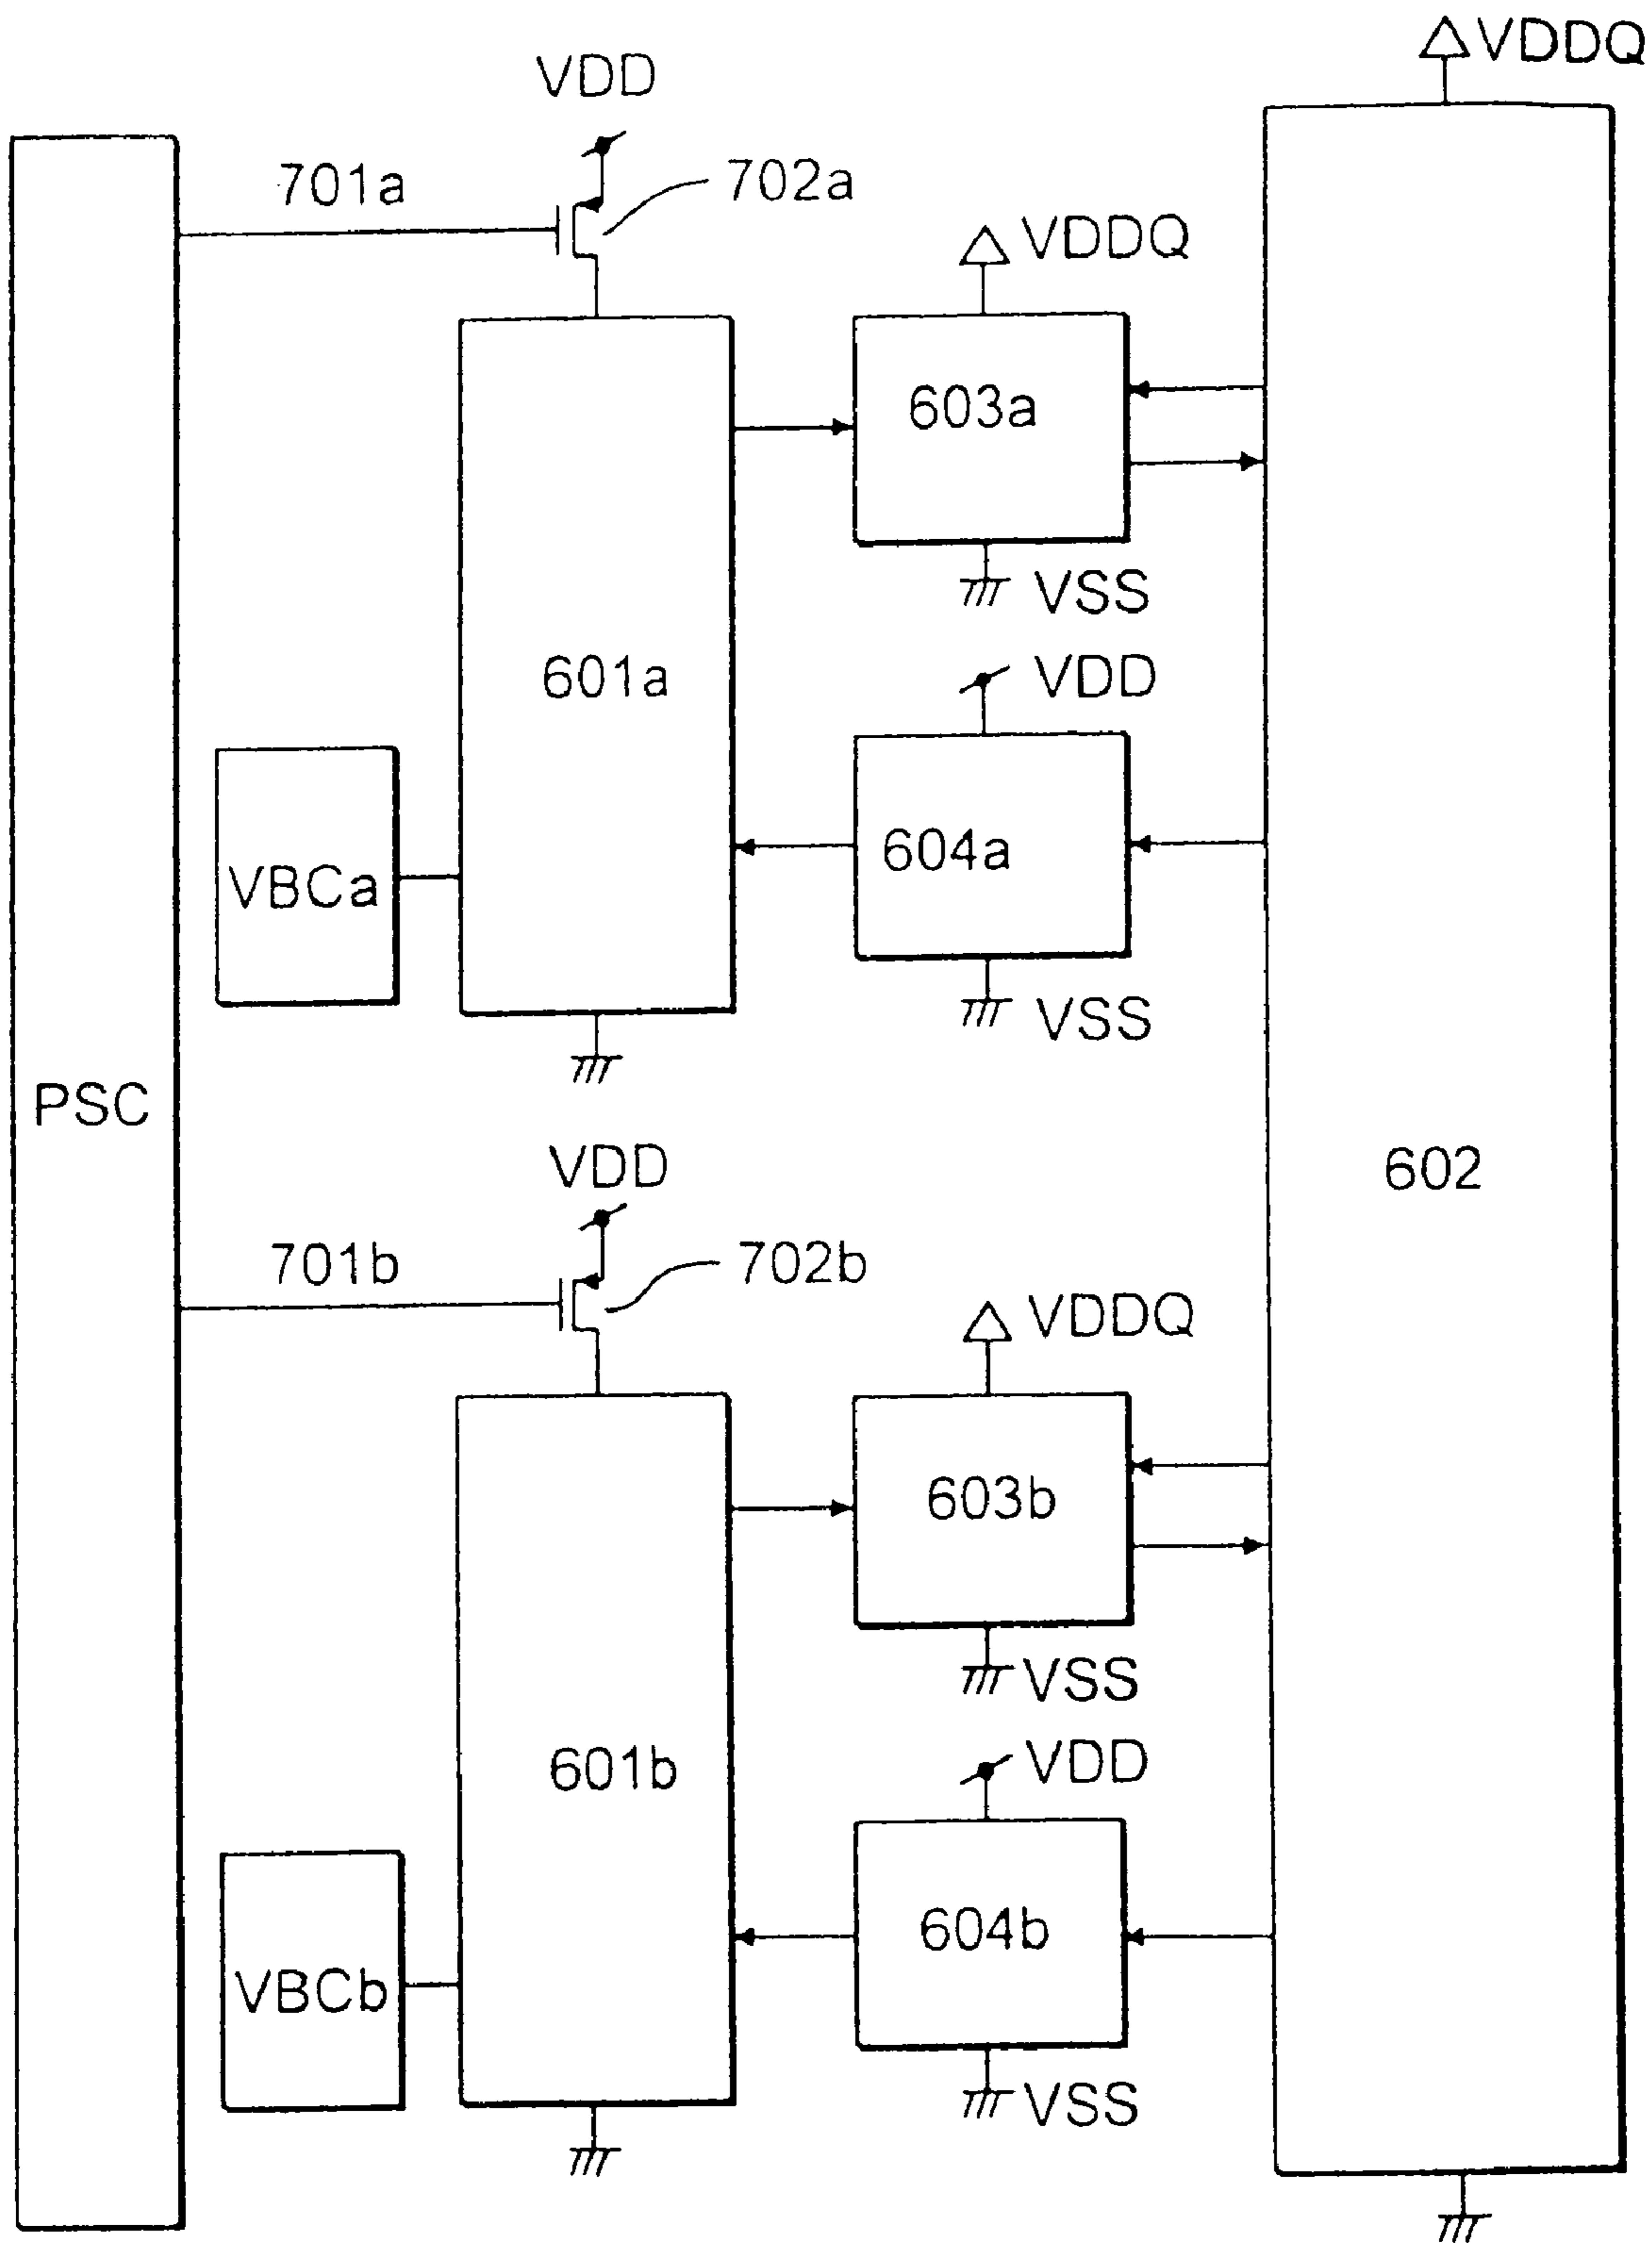 VDDQ
VDD
701a
702a
VDDQ
603a
VSS
601a
VDD
604a
VBCa
VSS
PSC
602
VDD
701b
702b
VDDQ
603b
VSS
601b
VDD
604b
VBCb
VSS